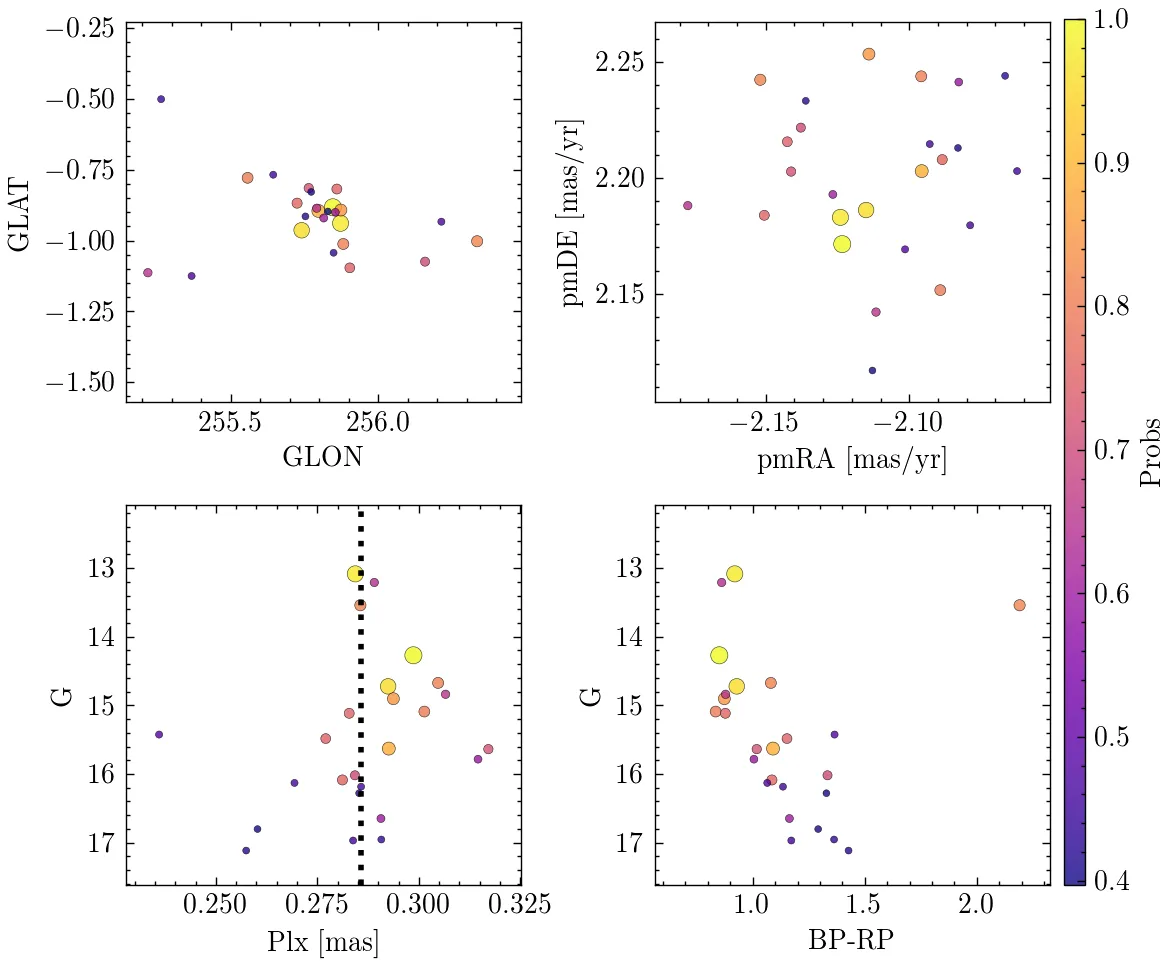 −0.25
−0.50
−0.75
−1.00
−1.25
−1.50
GLAT
255.5 256.0
GLON
2.25
2.20
2.15
pmDE [mas/yr]
−2.15 −2.10
pmRA [mas/yr]
13
14
15
16
17
G
0.250 0.275 0.300 0.325
Plx [mas]
13
14
15
16
17
G
1.0 1.5 2.0
BP-RP
1.0
0.9
0.8
0.7
0.6
0.5
0.4
Probs